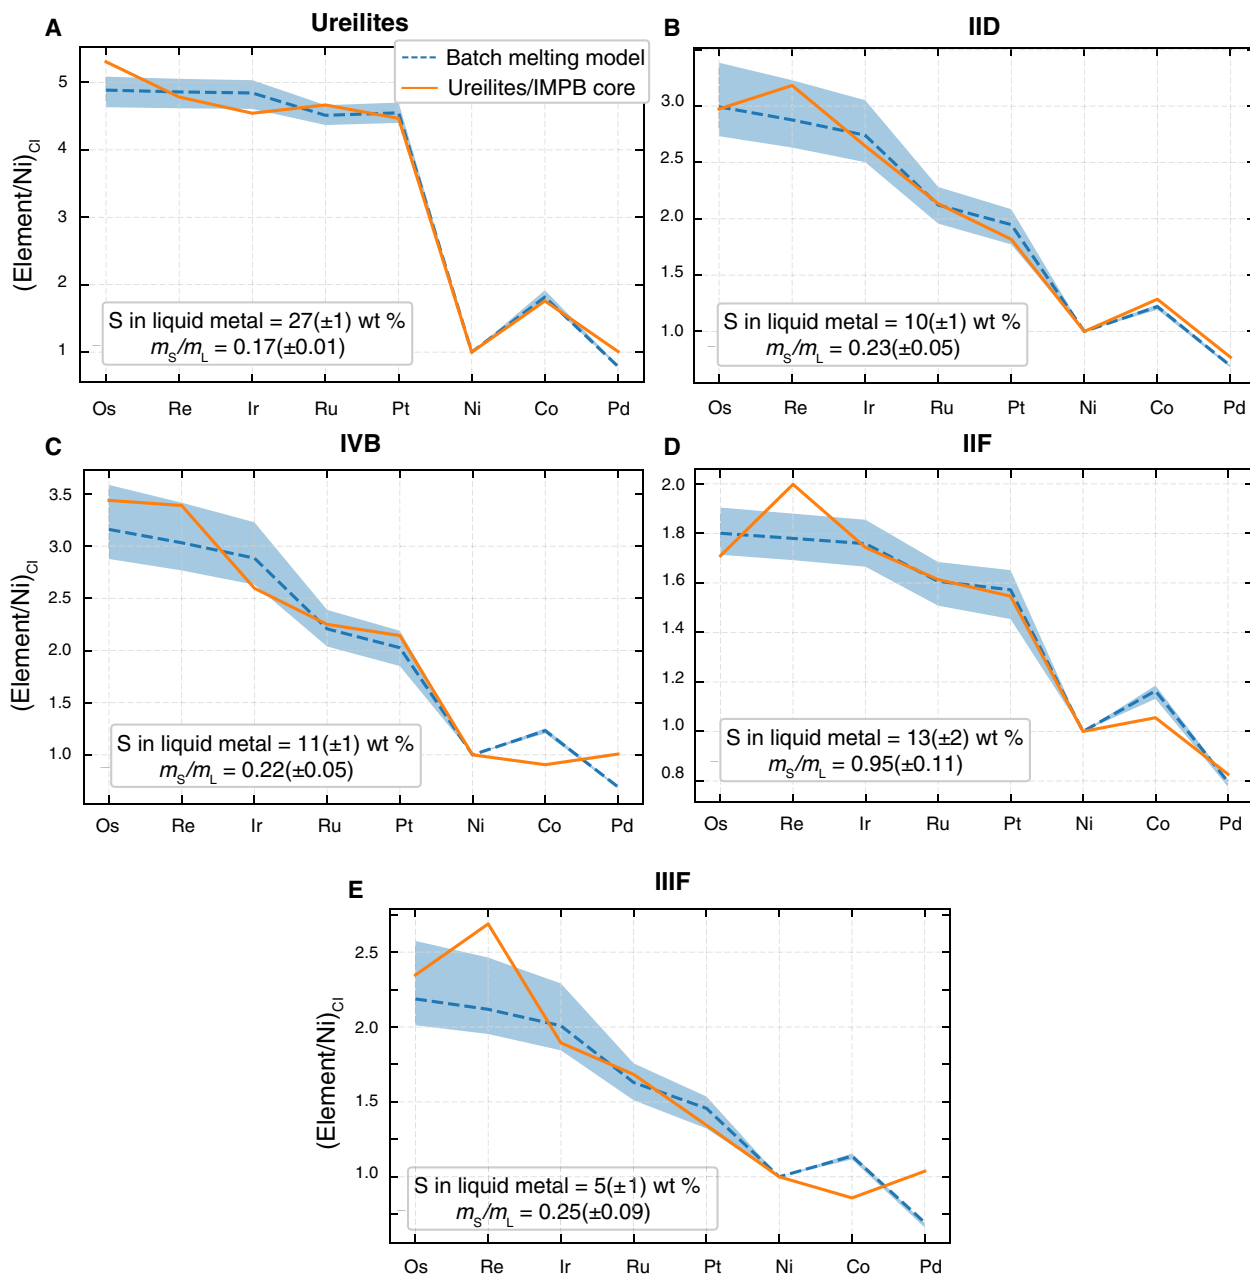 A
Ureilites
Batch melting model
Ureilites/IMPB core
(Element/Ni)CI
5
4
3
2
1
S in liquid metal = 27(±1) wt %
mS/mL = 0.17(±0.01)
Os Re Ir Ru Pt Ni Co Pd
B
IID
3.0
2.5
2.0
1.5
1.0
S in liquid metal = 10(±1) wt %
mS/mL = 0.23(±0.05)
Os Re Ir Ru Pt Ni Co Pd
C
IVB
(Element/Ni)CI
3.5
3.0
2.5
2.0
1.5
1.0
S in liquid metal = 11(±1) wt %
mS/mL = 0.22(±0.05)
Os Re Ir Ru Pt Ni Co Pd
D
IIF
2.0
1.8
1.6
1.4
1.2
1.0
0.8
S in liquid metal = 13(±2) wt %
mS/mL = 0.95(±0.11)
Os Re Ir Ru Pt Ni Co Pd
E
IIIF
(Element/Ni)CI
2.5
2.0
1.5
1.0
S in liquid metal = 5(±1) wt %
mS/mL = 0.25(±0.09)
Os Re Ir Ru Pt Ni Co Pd